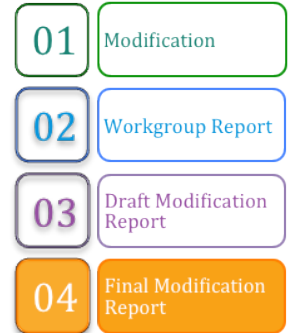 01
Modification
02
Workgroup Report
03
Draft Modification
Report
04
Final Modification
Report